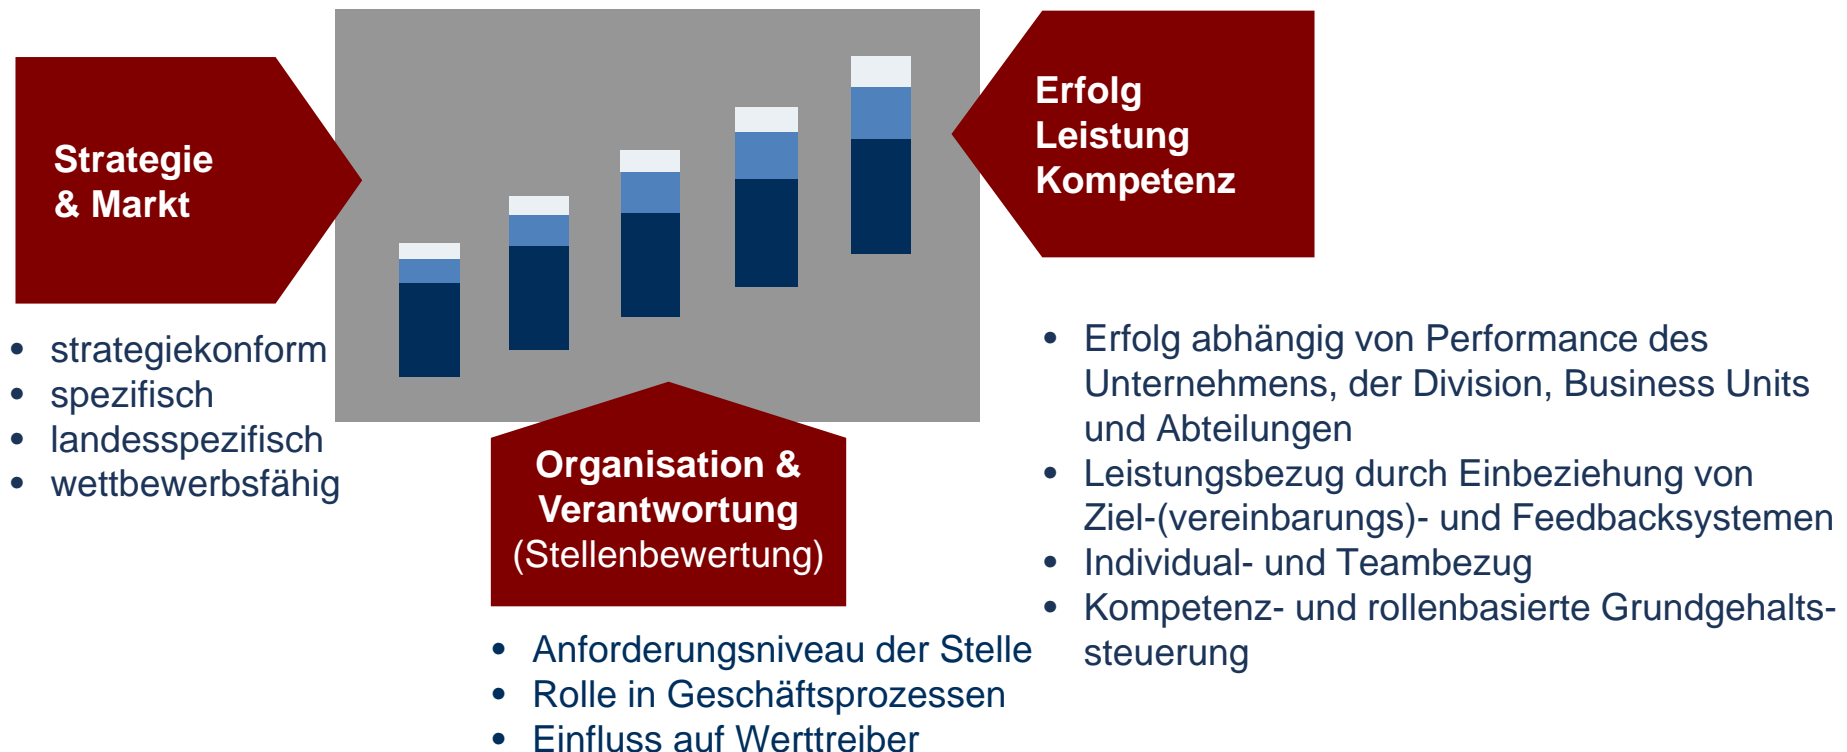 Strategie
& Markt
• strategiekonform
• spezifisch
• landesspezifisch
• wettbewerbsfähig
Organisation &
Verantwortung
(Stellenbewertung)
• Anforderungsniveau der Stelle
• Rolle in Geschäftsprozessen
• Einfluss auf Werttreiber
Erfolg
Leistung
Kompetenz
• Erfolg abhängig von Performance des
Unternehmens, der Division, Business Units
und Abteilungen
• Leistungsbezug durch Einbeziehung von
Ziel-(vereinbarungs)- und Feedbacksystemen
• Individual- und Teambezug
• Kompetenz- und rollenbasierte Grundgehalts-
steuerung